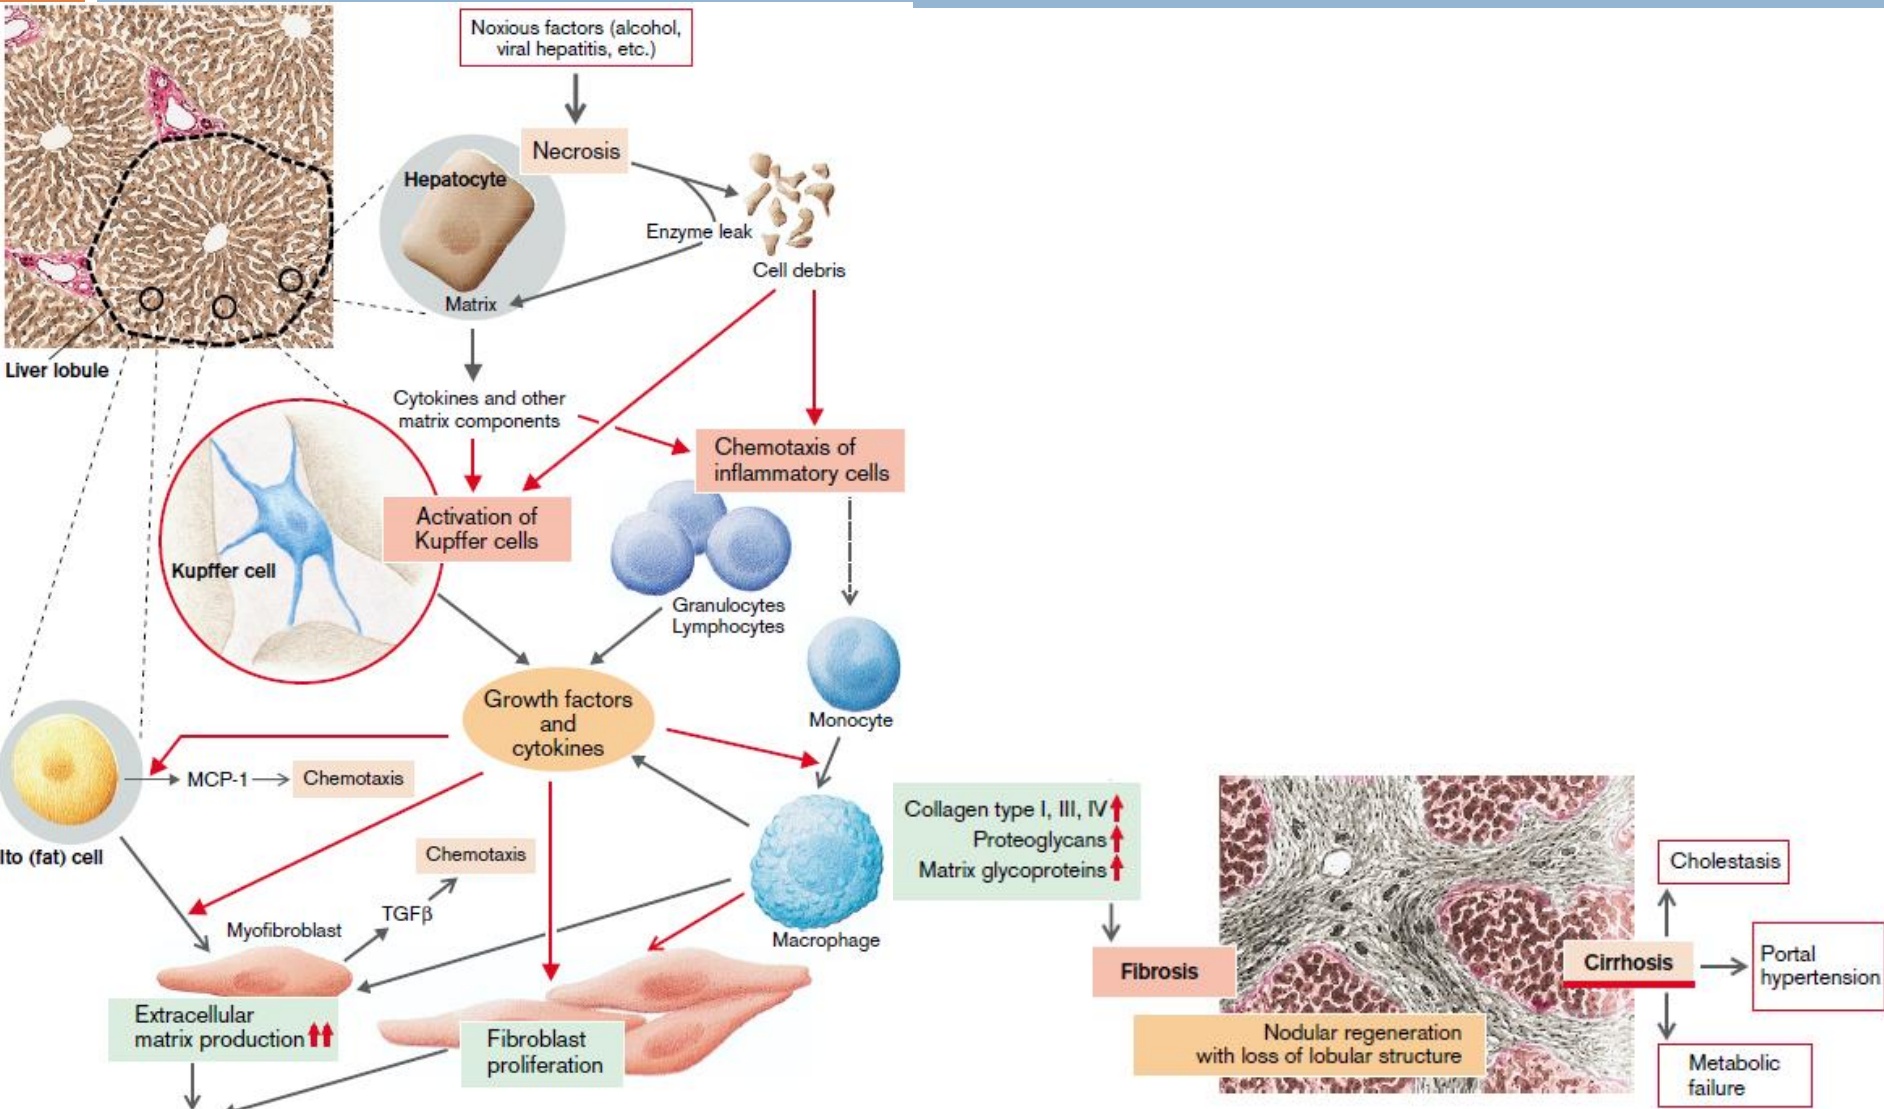 Noxious factors (alcohol,
viral hepatitis, etc.)
Necrosis
Hepatocyte
Enzyme leak
Cell debris
Matrix
Liver lobule
Cytokines and other
matrix components
Chemotaxis of
inflammatory cells
Activation of
Kupffer cells
Kupffer cell
Granulocytes
Lymphocytes
Growth factors
and
cytokines
Monocyte
MCP-1
Chemotaxis
Ito (fat) cell
Chemotaxis
TGFβ
Myofibroblast
Macrophage
Extracellular
matrix production
Fibroblast
proliferation
Collagen type I, III, IV
Proteoglycans
Matrix glycoproteins
Fibrosis
Nodular regeneration
with loss of lobular structure
Cirrhosis
Cholestasis
Portal
hypertension
Metabolic
failure